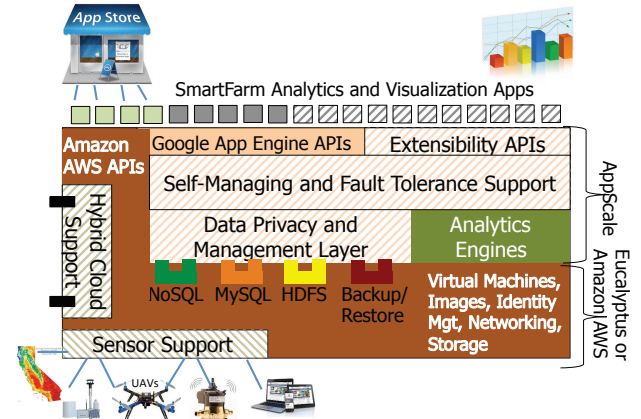 App Store
SmartFarm Analytics and Visualization Apps
Amazon
AWS APIs
Google App Engine APIs
Extensibility APIs
Self-Managing and Fault Tolerance Support
Hybrid Cloud
Support
Data Privacy and
Management Layer
Analytics
Engines
AppScale
NoSQL
MySQL
HDFS
Backup/
Restore
Virtual Machines,
Images, Identity
Mgt, Networking,
Storage
Eucalyptus or
Amazon AWS
Sensor Support
UAVs